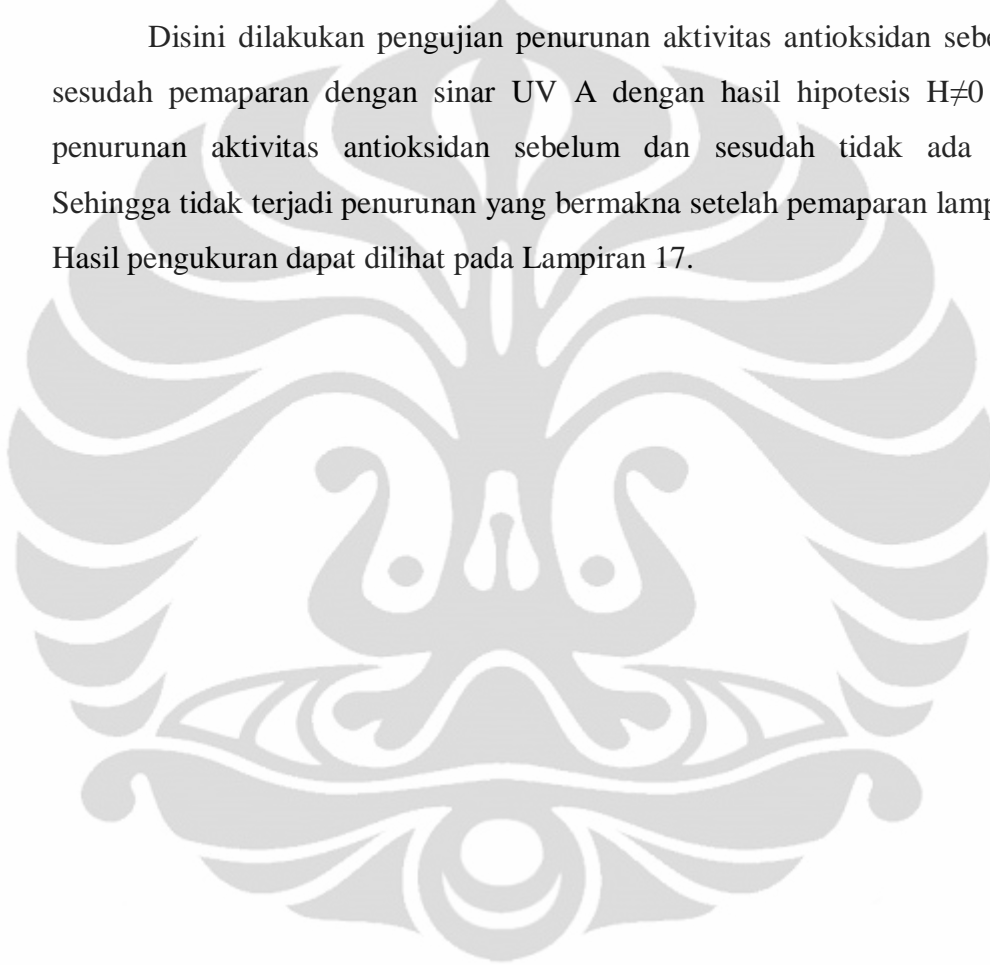 Disini dilakukan pengujian penurunan aktivitas antioksidan
sesudah pemaparan dengan sinar UV A dengan hasil hipotesis H≠0
penurunan aktivitas antioksidan sebelum dan sesudah tidak ada
Sehingga tidak terjadi penurunan yang bermakna setelah pemaparan
Hasil pengukuran dapat dilihat pada Lampiran 17.